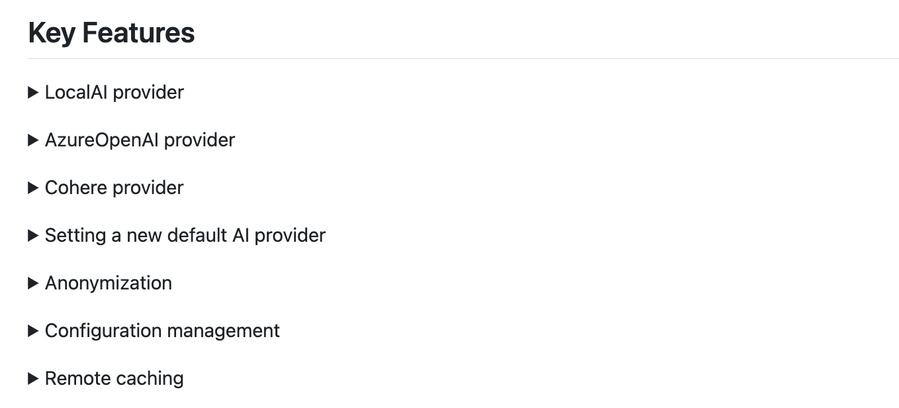 Key Features
LocalAI provider
AzureOpenAI provider
Cohere provider
Setting a new default AI provider
Anonymization
Configuration management
Remote caching